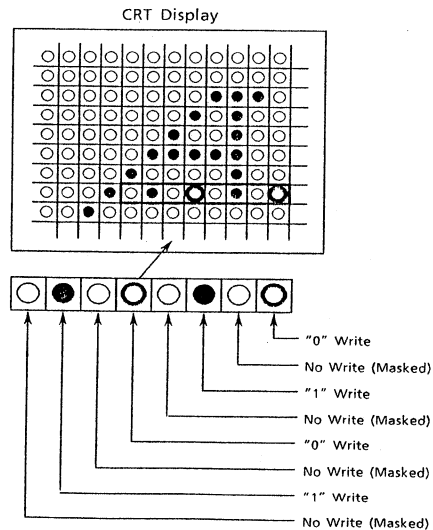 CRT Display
"0" Write
No Write (Masked)
"1" Write
No Write (Masked)
"0" Write
No Write (Masked)
"1" Write
No Write (Masked)